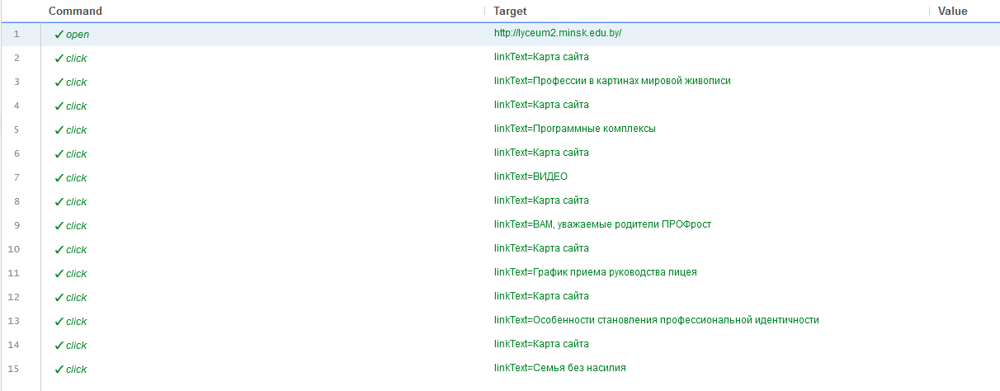 Command Target Value
1 ✓ open http://lyceum2.minsk.edu.by/
2 ✓ click linkText=Карта сайта
3 ✓ click linkText=Профессии в картинах мировой живописи
4 ✓ click linkText=Карта сайта
5 ✓ click linkText=Программные комплексы
6 ✓ click linkText=Карта сайта
7 ✓ click linkText=ВИДЕО
8 ✓ click linkText=Карта сайта
9 ✓ click linkText=ВАМ, уважаемые родители ПРОФрост
10 ✓ click linkText=Карта сайта
11 ✓ click linkText=График приема руководства лицея
12 ✓ click linkText=Карта сайта
13 ✓ click linkText=Особенности становления профессиональной идентичности
14 ✓ click linkText=Карта сайта
15 ✓ click linkText=Семья без насилия